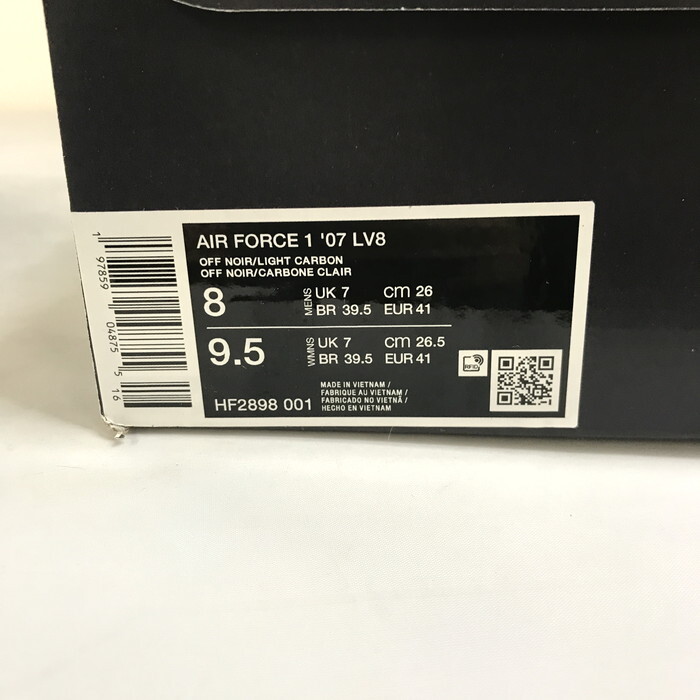 AIR FORCE 1 '07 LV8
OFF NOIR/LIGHT CARBON
OFF NOIR/CARBONE CLAIR
8 MENS UK 7 cm 26
BR 39.5 EUR 41
9.5 WMNS UK 7 cm 26.5
BR 39.5 EUR 41
HF2898 001
MADE IN VIETNAM /
FABRIQUE AU VIETNAM /
FABRICADO NO VIETNÃ /
HECHO EN VIETNAM
RFID
1 97859 04875 5 16